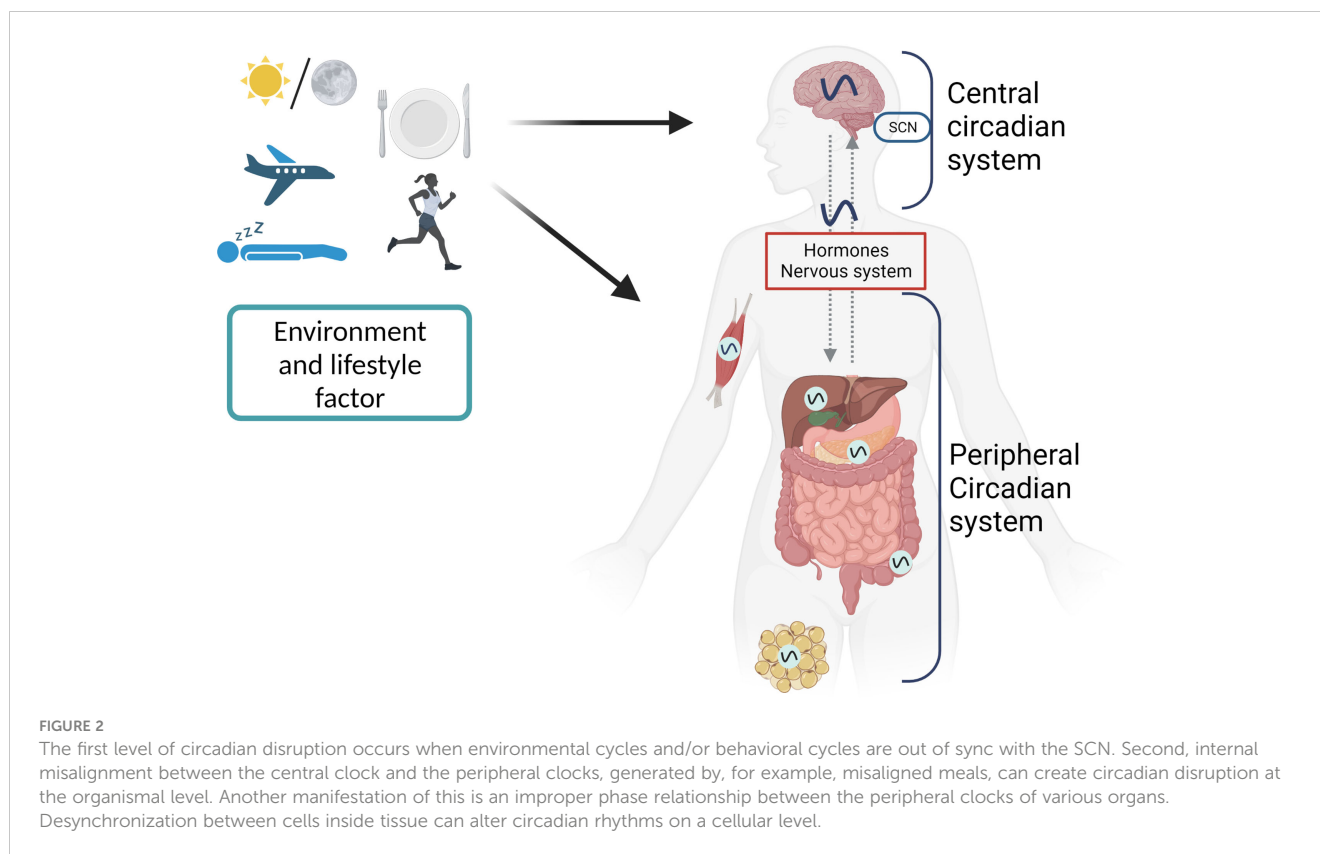 zzz
Environment
and lifestyle
factor
SCN
Central
circadian
system
Hormones
Nervous system
Peripheral
Circadian
system
FIGURE 2
The first level of circadian disruption occurs when environmental cycles and/or behavioral cycles are out of sync with the SCN. Second, internal
misalignment between the central clock and the peripheral clocks, generated by, for example, misaligned meals, can create circadian disruption at
the organismal level. Another manifestation of this is an improper phase relationship between the peripheral clocks of various organs.
Desynchronization between cells inside tissue can alter circadian rhythms on a cellular level.